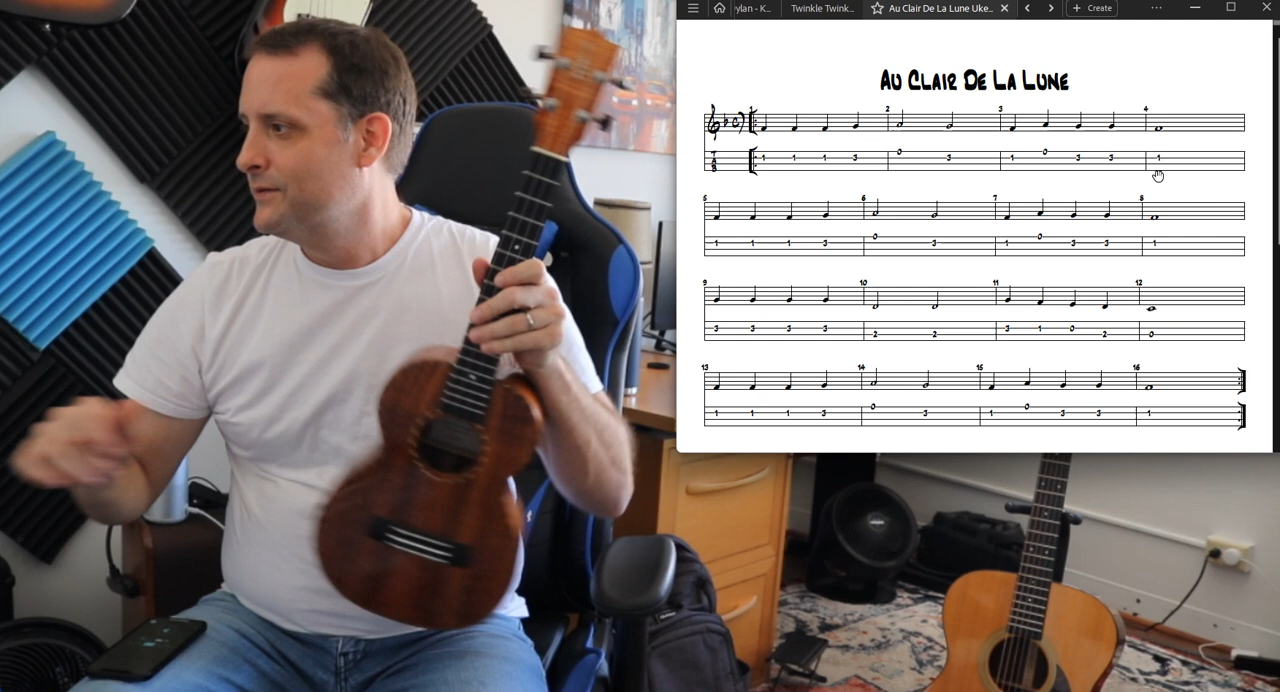 ylan - K... Twinkle Twink... Au Clair De La Lune Uke... Create
Au Clair De La Lune
1 2 3 4
T 1 1 1 3 0 3 1 0 3 3 1
A
B
5 6 7 8
1 1 1 3 0 3 1 0 3 3 1
9 10 11 12
3 3 3 3 2 2 3 1 0 2 0
13 14 15 16
1 1 1 3 0 3 1 0 3 3 1